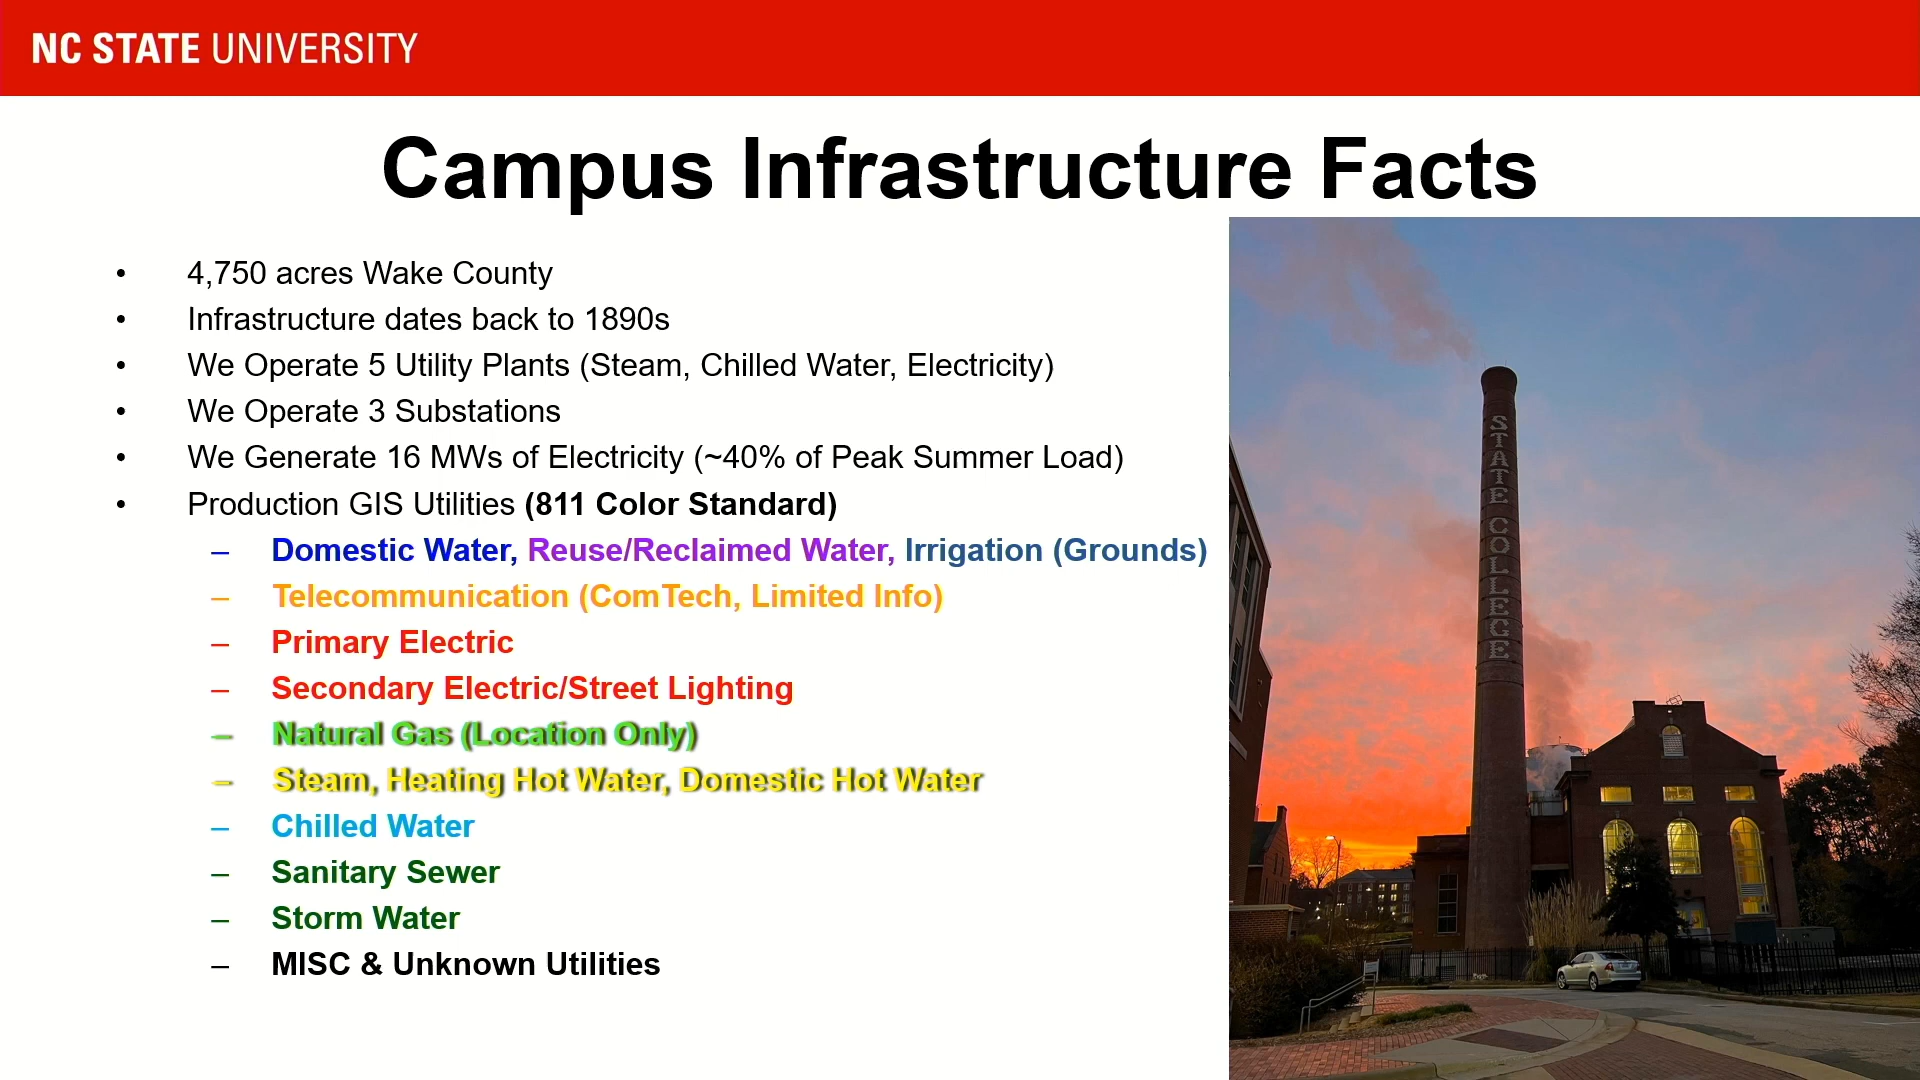 NC STATE UNIVERSITY
Campus Infrastructure Facts
• 4,750 acres Wake County
• Infrastructure dates back to 1890s
• We Operate 5 Utility Plants (Steam, Chilled Water, Electricity)
• We Operate 3 Substations
• We Generate 16 MWs of Electricity (~40% of Peak Summer Load)
• Production GIS Utilities (811 Color Standard)
– Domestic Water, Reuse/Reclaimed Water, Irrigation (Grounds)
– Telecommunication (ComTech, Limited Info)
– Primary Electric
– Secondary Electric/Street Lighting
– Natural Gas (Location Only)
– Steam, Heating Hot Water, Domestic Hot Water
– Chilled Water
– Sanitary Sewer
– Storm Water
– MISC & Unknown Utilities
STATE COLLEGE